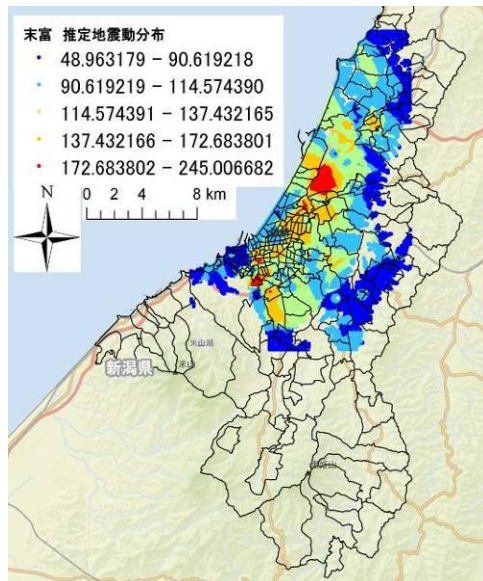 末富 推定地震動分布
48.963179 - 90.619218
90.619219 - 114.574390
114.574391 - 137.432165
137.432166 - 172.683801
172.683802 - 245.006682
N
0 2 4 8 km
米山
新潟県